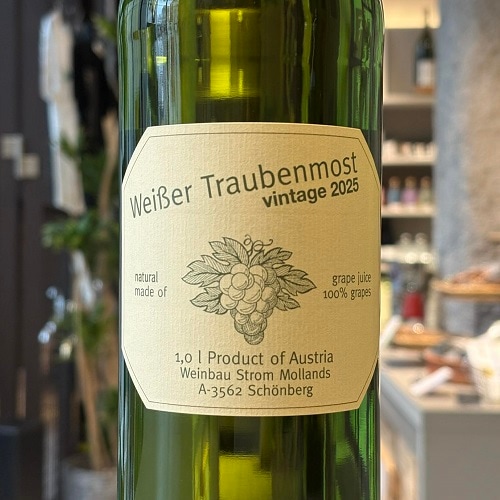 Weißer Traubenmost
vintage 2025
natural
made of
grape juice
100% grapes
1,0 l Product of Austria
Weinbau Strom Mollands
A-3562 Schönberg